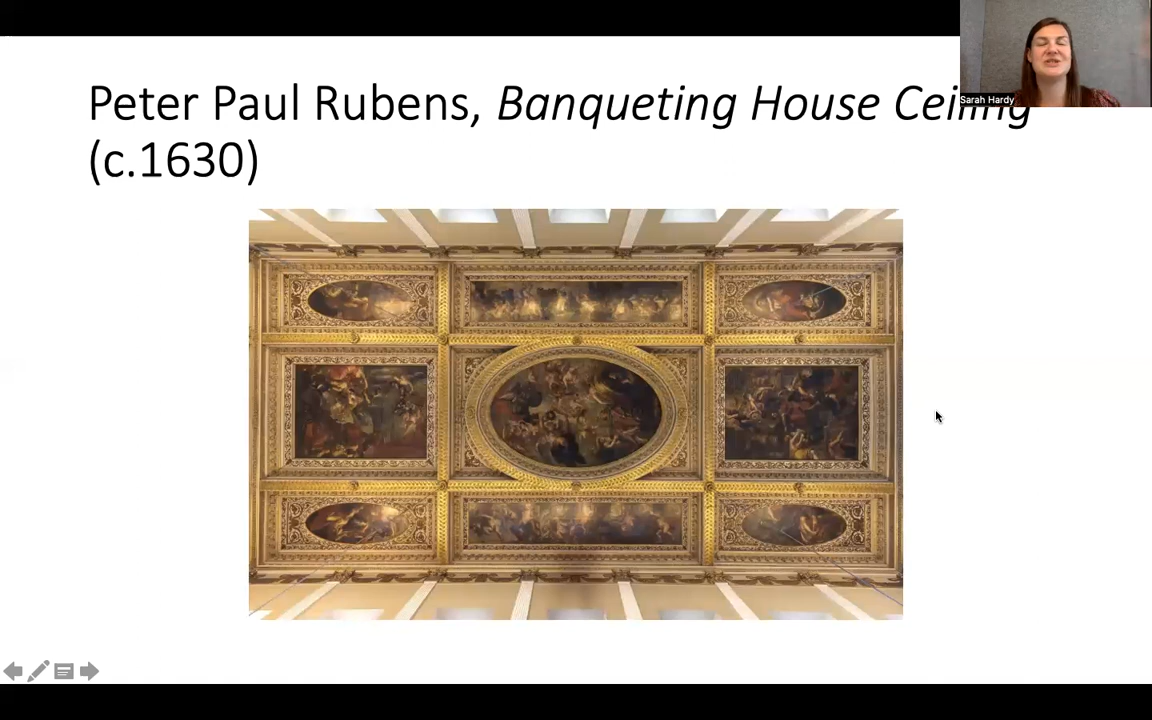 Peter Paul Rubens, Banqueting House Ceiling
(c.1630)
Sarah Hardy